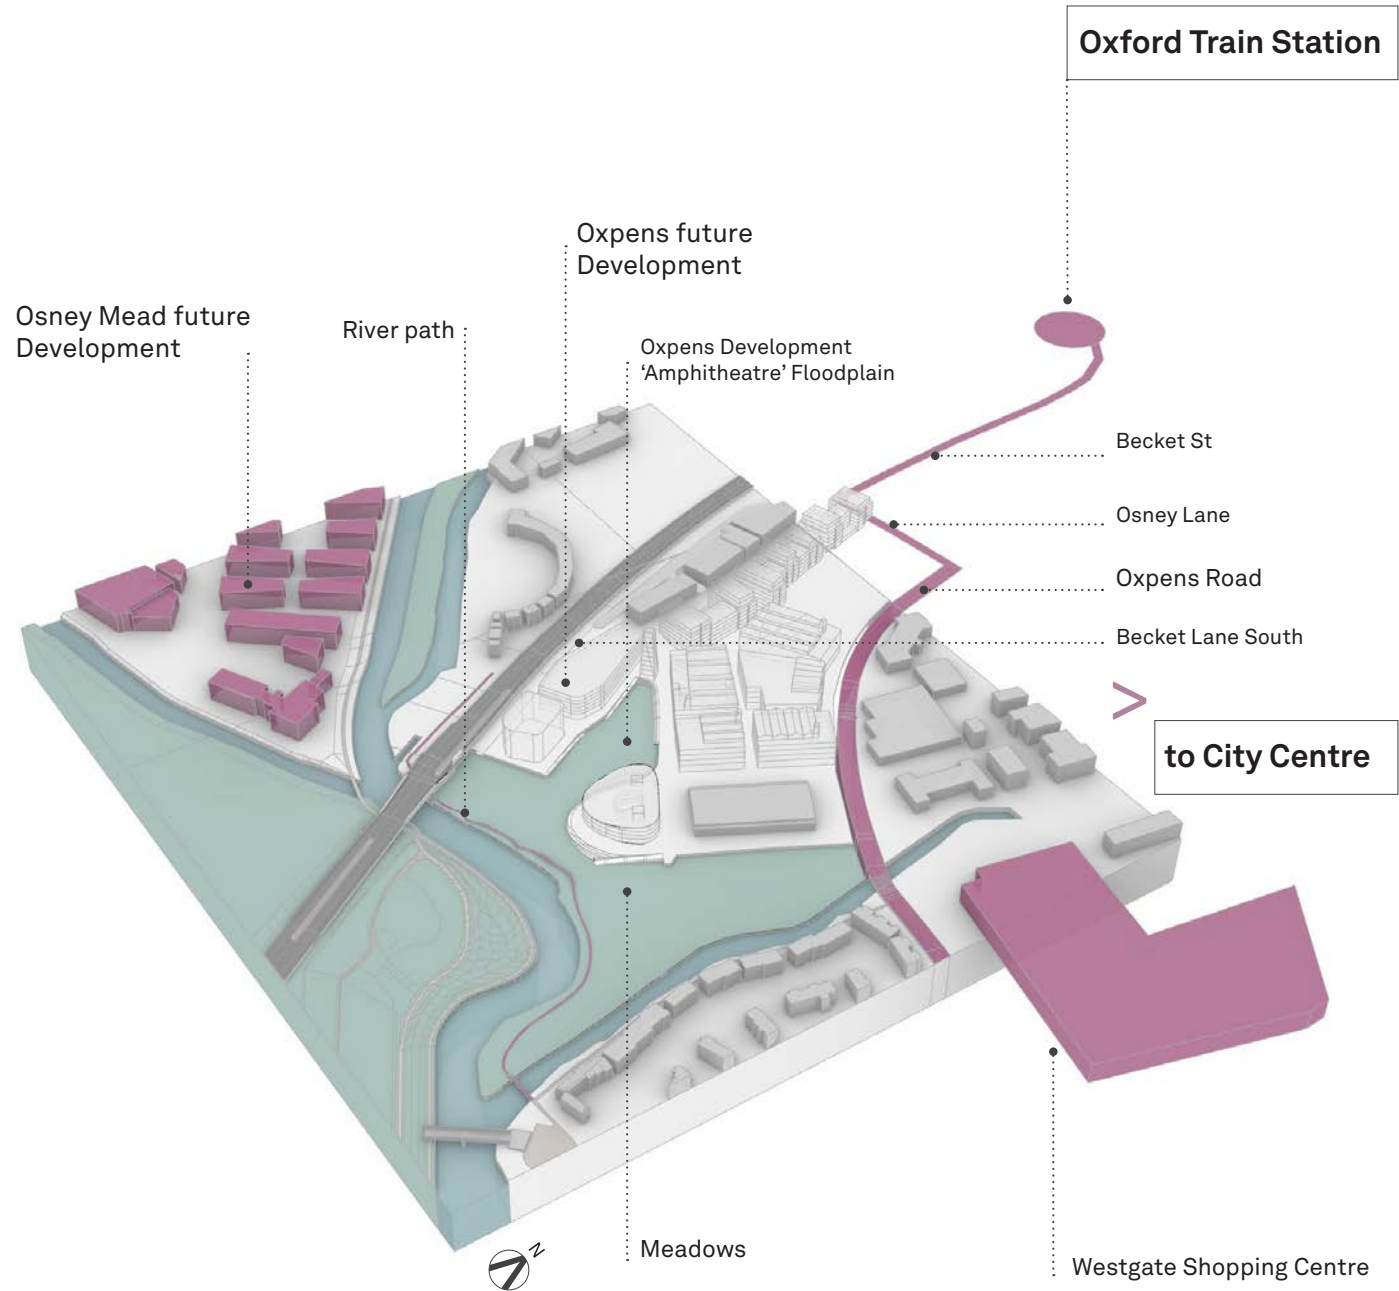 Oxford Train Station
Oxpens future
Development
Osney Mead future
Development
River path
Oxpens Development
‘Amphitheatre’ Floodplain
Becket St
Osney Lane
Oxpens Road
Becket Lane South
>
to City Centre
Meadows
Westgate Shopping Centre
N